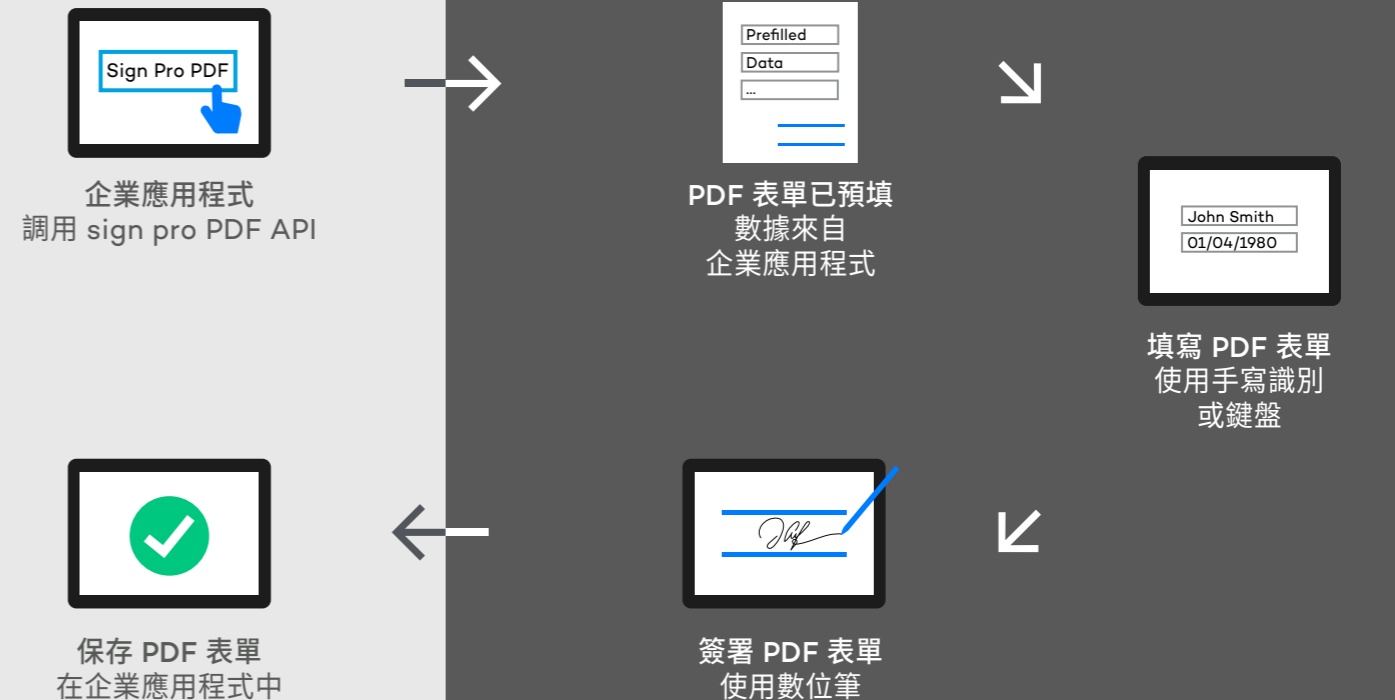 Sign Pro PDF
企業應用程式
調用 sign pro PDF API
Prefilled
Data
...
PDF 表單已預填
數據來自
企業應用程式
John Smith
01/04/1980
填寫 PDF 表單
使用手寫識別
或鍵盤
簽署 PDF 表單
使用數位筆
保存 PDF 表單
在企業應用程式中